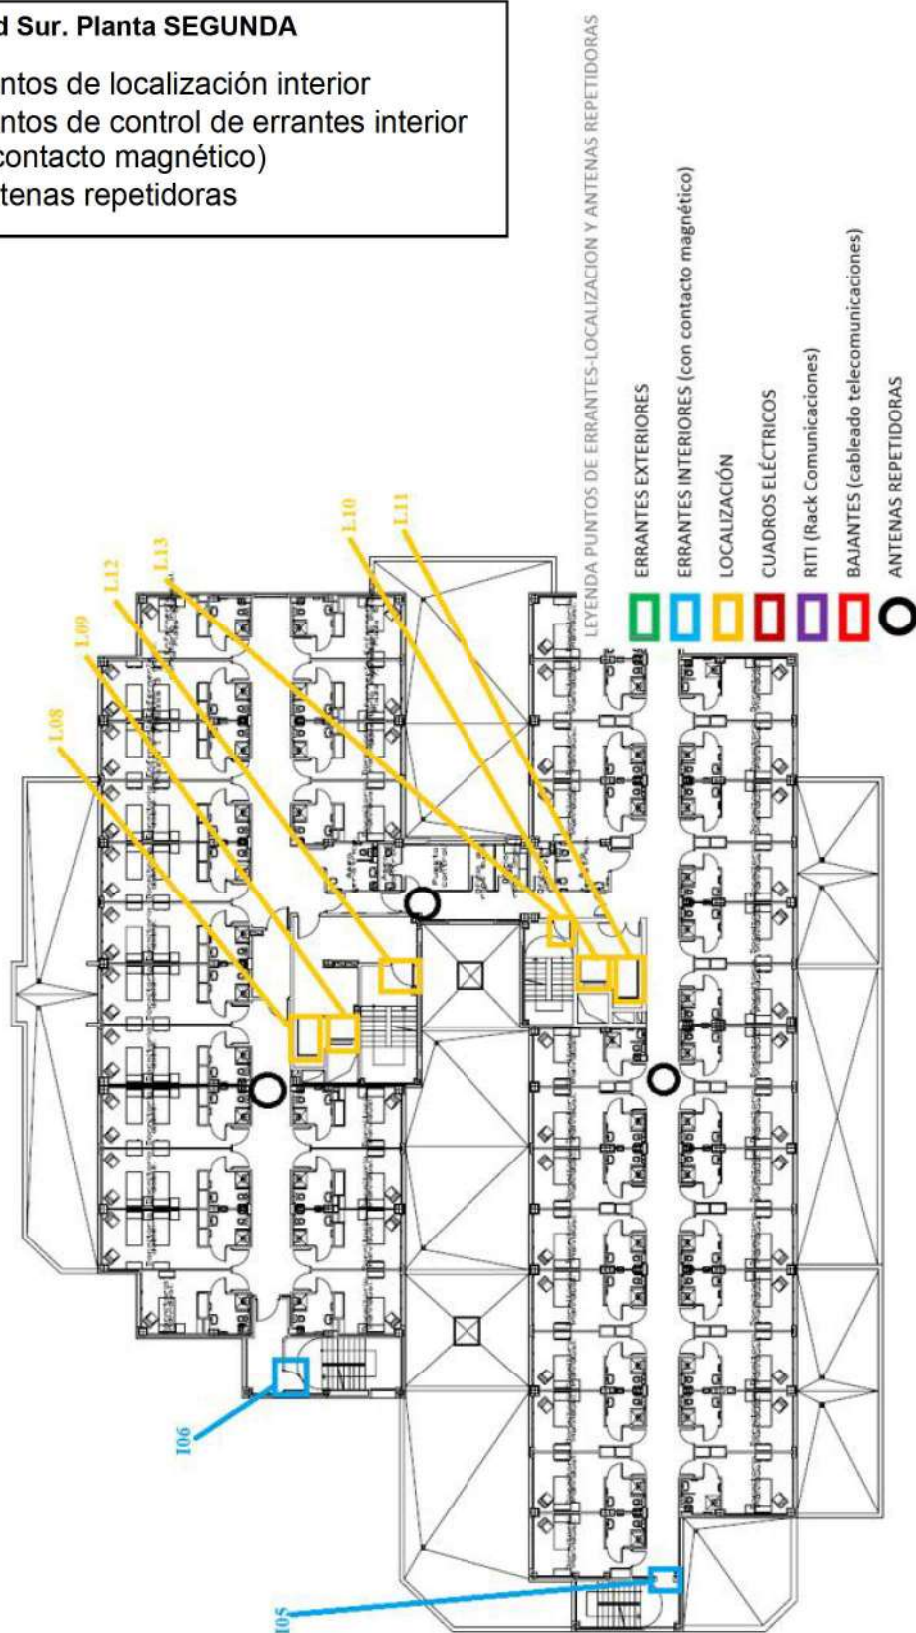 d Sur. Planta SEGUNDA
ntos de localización interior
ntos de control de errantes interior
contacto magnético)
tenas repetidoras
LEYENDA PUNTOS DE ERRANTES-LOCALIZACION Y ANTENAS REPETIDORAS
ERRANTES EXTERIORES
ERRANTES INTERIORES (con contacto magnético)
LOCALIZACIÓN
CUADROS ELÉCTRICOS
RITI (Rack Comunicaciones)
BAJANTES (cableado telecomunicaciones)
ANTENAS REPETIDORAS
L08
L09
L12
L13
L10
L11
I06
I05